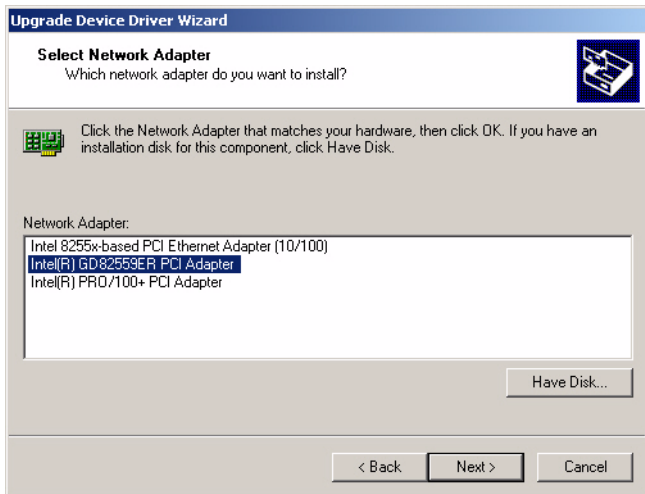 Upgrade Device Driver Wizard
Select Network Adapter
Which network adapter do you want to install?
Click the Network Adapter that matches your hardware, then click OK. If you have an
installation disk for this component, click Have Disk.
Network Adapter:
Intel 8255x-based PCI Ethernet Adapter (10/100)
Intel(R) GD82559ER PCI Adapter
Intel(R) PRO/100+ PCI Adapter
Have Disk...
< Back
Next >
Cancel